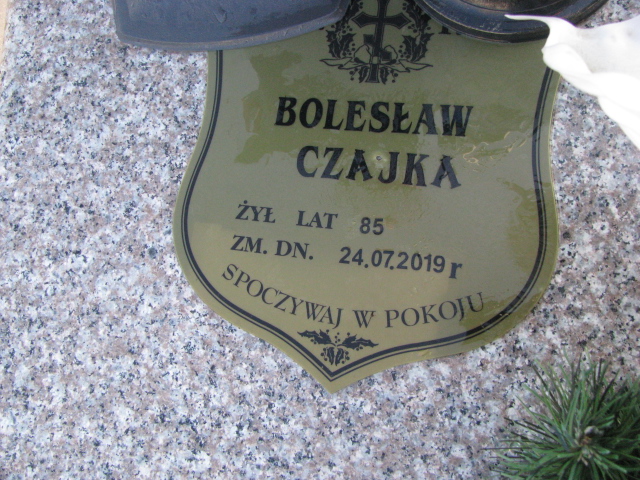 BOLESŁAW
CZAJKA
ŻYŁ LAT 85
ZM. DN. 24.07.2019 r
SPOCZYWAJ W POKOJU